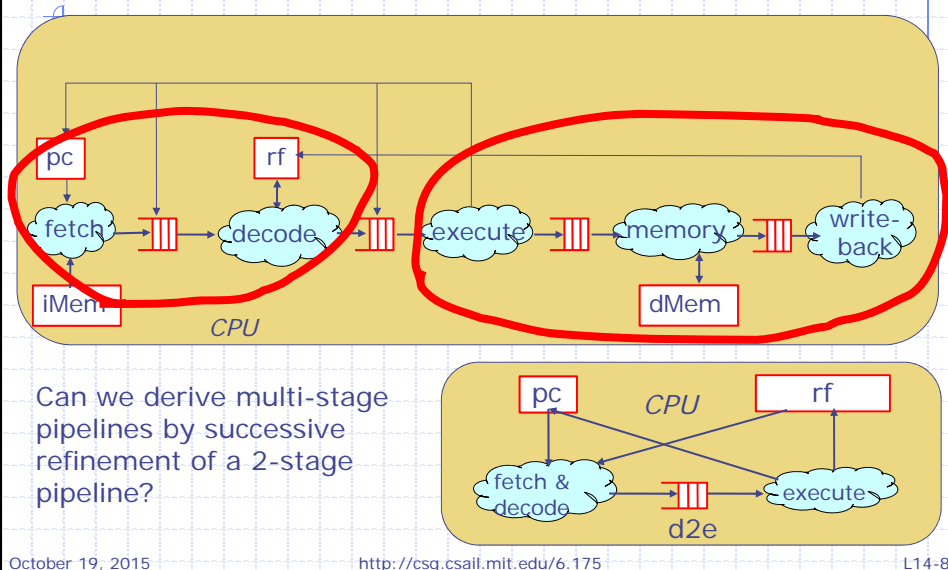 pc
rf
fetch
decode
execute
memory
write-
back
iMem
dMem
CPU
Can we derive multi-stage
pipelines by successive
refinement of a 2-stage
pipeline?
pc
CPU
rf
fetch &
decode
execute
d2e
October 19, 2015
http://csg.csail.mit.edu/6.175
L14-8